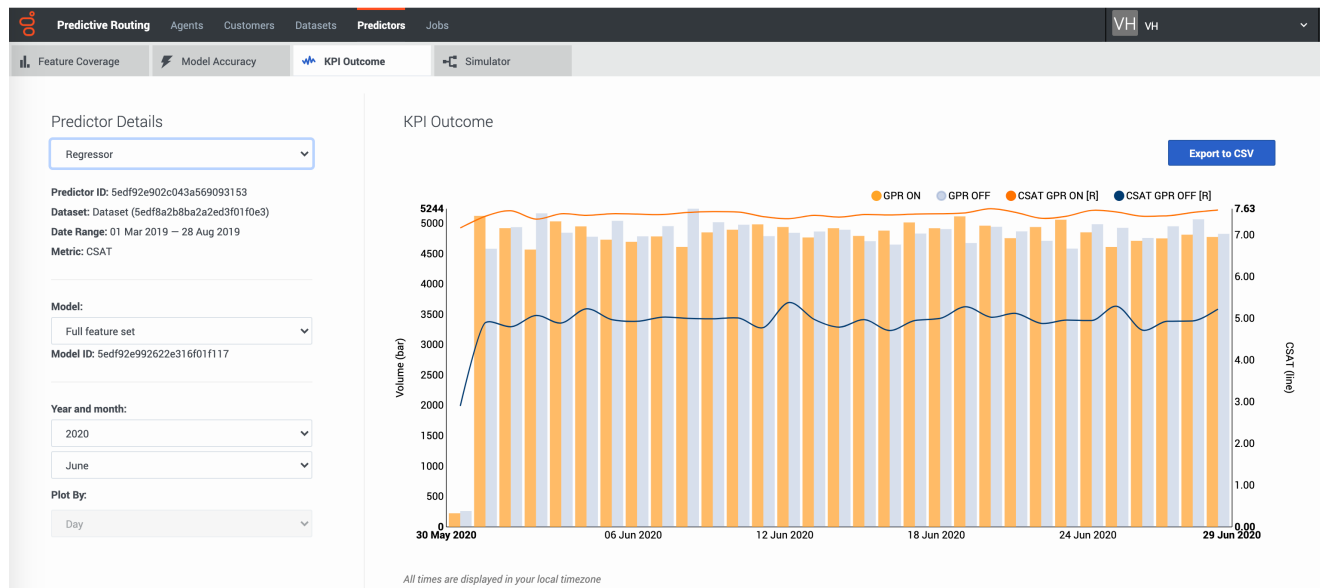 Predictive Routing Agents Customers Datasets Predictors Jobs VH VH
Feature Coverage Model Accuracy KPI Outcome Simulator
Predictor Details
Regressor
Predictor ID: 5edf92e902c043a569093153
Dataset: Dataset (5edf8a2b8ba2a2ed3f01f0e3)
Date Range: 01 Mar 2019 — 28 Aug 2019
Metric: CSAT
Model:
Full feature set
Model ID: 5edf92e992622e316f01f117
Year and month:
2020
June
Plot By:
Day
KPI Outcome
Export to CSV
GPR ON GPR OFF CSAT GPR ON [R] CSAT GPR OFF [R]
5244
5000
4500
4000
3500
3000
2500
2000
1500
1000
500
0
Volume (bar)
7.63
7.00
6.00
5.00
4.00
3.00
2.00
1.00
0.00
CSAT (line)
30 May 2020 06 Jun 2020 12 Jun 2020 18 Jun 2020 24 Jun 2020 29 Jun 2020
All times are displayed in your local timezone